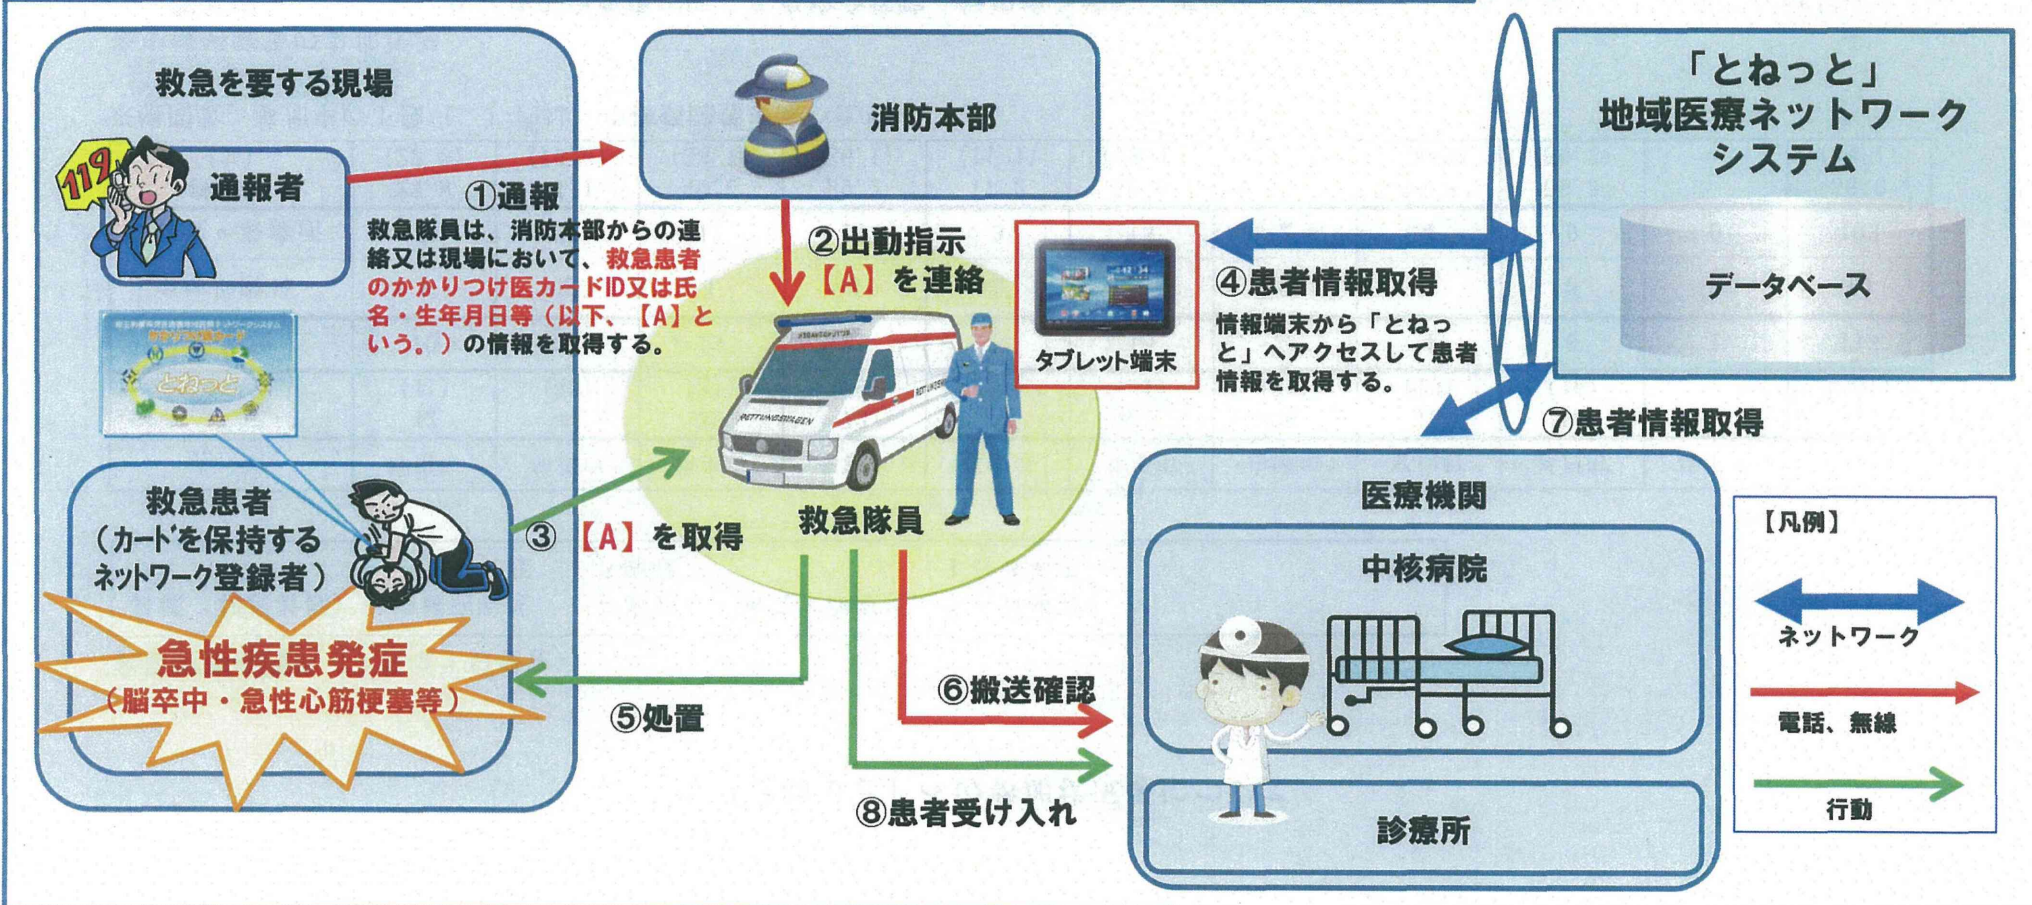 救急を要する現場
119
通報者
①通報
救急隊員は、消防本部からの連
絡又は現場において、救急患者
のかかりつけ医カードID又は氏
名・生年月日等（以下、【A】と
いう。）の情報を取得する。
とねっと
救急患者
（カードを保持する
ネットワーク登録者）
急性疾患発症
（脳卒中・急性心筋梗塞等）
消防本部
②出動指示
【A】を連絡
RETTUNGSWAGEN
救急隊員
③【A】を取得
タブレット端末
④患者情報取得
情報端末から「とねっ
と」へアクセスして患者
情報を取得する。
「とねっと」
地域医療ネットワーク
システム
データベース
⑤処置
⑥搬送確認
⑦患者情報取得
⑧患者受け入れ
医療機関
中核病院
診療所
【凡例】
ネットワーク
電話、無線
行動